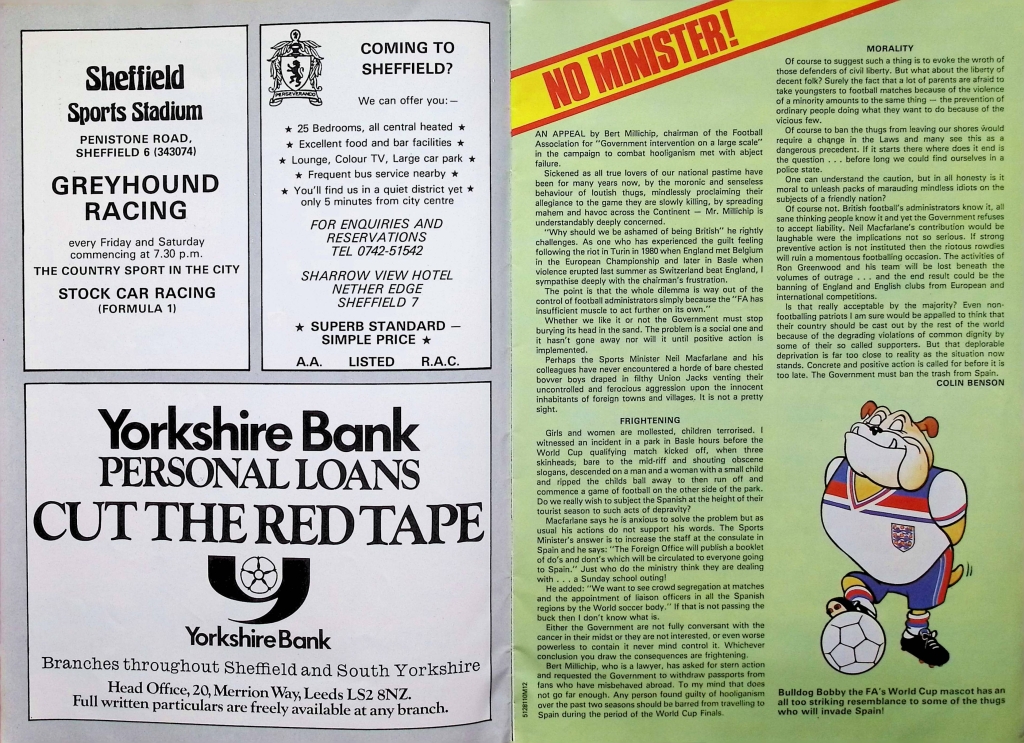 Sheffield
Sports Stadium
PENISTONE ROAD,
SHEFFIELD 6 (343074)
GREYHOUND
RACING
every Friday and Saturday
commencing at 7.30 p.m.
THE COUNTRY SPORT IN THE CITY
STOCK CAR RACING
(FORMULA 1)
PERSEVERANDO
COMING TO
SHEFFIELD?
We can offer you:—
★ 25 Bedrooms, all central heated ★
★ Excellent food and bar facilities ★
★ Lounge, Colour TV, Large car park ★
★ Frequent bus service nearby ★
★ You'll find us in a quiet district yet ★
only 5 minutes from city centre
FOR ENQUIRIES AND
RESERVATIONS
TEL 0742-51542
SHARROW VIEW HOTEL
NETHER EDGE
SHEFFIELD 7
★ SUPERB STANDARD —
SIMPLE PRICE ★
A.A. LISTED R.A.C.
Yorkshire Bank
PERSONAL LOANS
CUT THE RED TAPE
Yorkshire Bank
Branches throughout Sheffield and South Yorkshire
Head Office, 20, Merrion Way, Leeds LS2 8NZ.
Full written particulars are freely available at any branch.
NO MINISTER!
AN APPEAL by Bert Millichip, chairman of the Football
Association for "Government intervention on a large scale"
in the campaign to combat hooliganism met with abject
failure.
Sickened as all true lovers of our national pastime have
been for many years now, by the moronic and senseless
behaviour of loutish thugs, mindlessly proclaiming their
allegiance to the game they are slowly killing, by spreading
mahem and havoc across the Continent — Mr. Millichip is
understandably deeply concerned.
"Why should we be ashamed of being British" he rightly
challenges. As one who has experienced the guilt feeling
following the riot in Turin in 1980 when England met Belgium
in the European Championship and later in Basle when
violence erupted last summer as Switzerland beat England, I
sympathise deeply with the chairman's frustration.
The point is that the whole dilemma is way out of the
control of football administrators simply because the "FA has
insufficient muscle to act further on its own."
Whether we like it or not the Government must stop
burying its head in the sand. The problem is a social one and
it hasn't gone away nor will it until positive action is
implemented.
Perhaps the Sports Minister Neil Macfarlane and his
colleagues have never encountered a horde of bare chested
bovver boys draped in filthy Union Jacks venting their
uncontrolled and ferocious aggression upon the innocent
inhabitants of foreign towns and villages. It is not a pretty
sight.
FRIGHTENING
Girls and women are mollested, children terrorised. I
witnessed an incident in a park in Basle hours before the
World Cup qualifying match kicked off, when three
skinheads; bare to the mid-riff and shouting obscene
slogans, descended on a man and a woman with a small child
and ripped the childs ball away to then run off and
commence a game of football on the other side of the park.
Do we really wish to subject the Spanish at the height of their
tourist season to such acts of depravity?
Macfarlane says he is anxious to solve the problem but as
usual his actions do not support his words. The Sports
Minister's answer is to increase the staff at the consulate in
Spain and he says: "The Foreign Office will publish a booklet
of do's and dont's which will be circulated to everyone going
to Spain." Just who do the ministry think they are dealing
with . . . a Sunday school outing!
He added: "We want to see crowd segregation at matches
and the appointment of liaison officers in all the Spanish
regions by the World soccer body." If that is not passing the
buck then I don't know what is.
Either the Government are not fully conversant with the
cancer in their midst or they are not interested, or even worse
powerless to contain it never mind control it. Whichever
conclusion you draw the consequences are frightening.
Bert Millichip, who is a lawyer, has asked for stern action
and requested the Government to withdraw passports from
fans who have misbehaved abroad. To my mind that does
not go far enough. Any person found guilty of hooliganism
over the past two seasons should be barred from travelling to
Spain during the period of the World Cup Finals.
MORALITY
Of course to suggest such a thing is to evoke the wroth of
those defenders of civil liberty. But what about the liberty of
decent folk? Surely the fact that a lot of parents are afraid to
take youngsters to football matches because of the violence
of a minority amounts to the same thing — the prevention of
ordinary people doing what they want to do because of the
vicious few.
Of course to ban the thugs from leaving our shores would
require a change in the Laws and many see this as a
dangerous precedent. If it starts there where does it end is
the question . . . before long we could find ourselves in a
police state.
One can understand the caution, but in all honesty is it
moral to unleash packs of marauding mindless idiots on the
subjects of a friendly nation?
Of course not. British football's administrators know it, all
sane thinking people know it and yet the Government refuses
to accept liability. Neil Macfarlane's contribution would be
laughable were the implications not so serious. If strong
preventive action is not instituted then the riotous rowdies
will ruin a momentous footballing occasion. The activities of
Ron Greenwood and his team will be lost beneath the
volumes of outrage . . . and the end result could be the
banning of England and English clubs from European and
international competitions.
Is that really acceptable by the majority? Even non-
footballing patriots I am sure would be appalled to think that
their country should be cast out by the rest of the world
because of the degrading violations of common dignity by
some of their so called supporters. But that deplorable
deprivation is far too close to reality as the situation now
stands. Concrete and positive action is called for before it is
too late. The Government must ban the trash from Spain.
COLIN BENSON
Bulldog Bobby the FA's World Cup mascot has an
all too striking resemblance to some of the thugs
who will invade Spain!